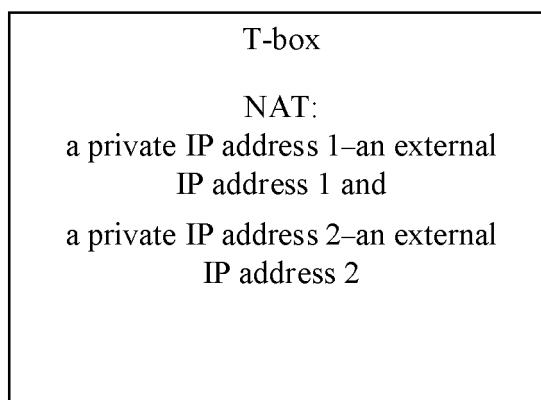 T-box
NAT:
a private IP address 1–an external
IP address 1 and
a private IP address 2–an external
IP address 2